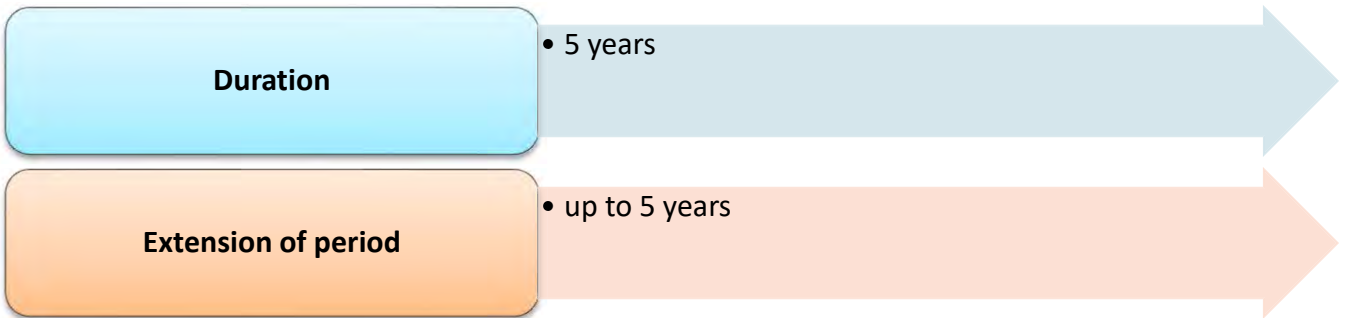 Duration
• 5 years
Extension of period
• up to 5 years